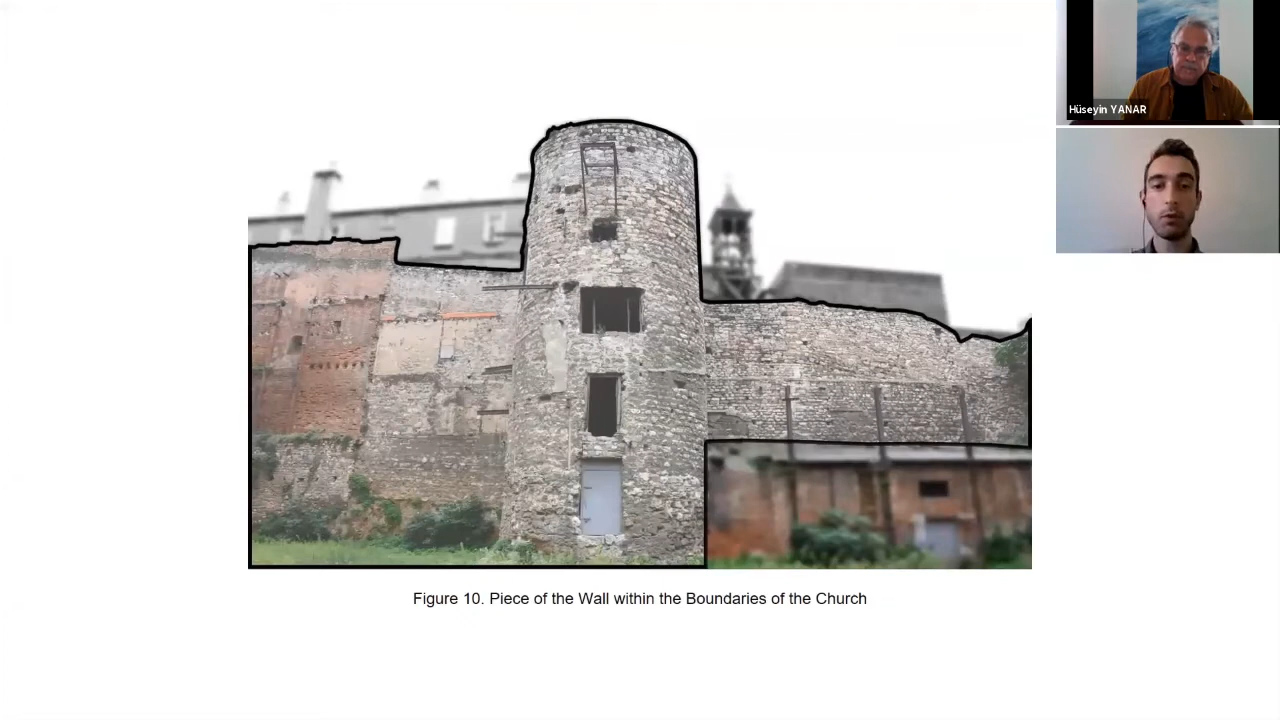 Hüseyin YANAR
Figure 10. Piece of the Wall within the Boundaries of the Church